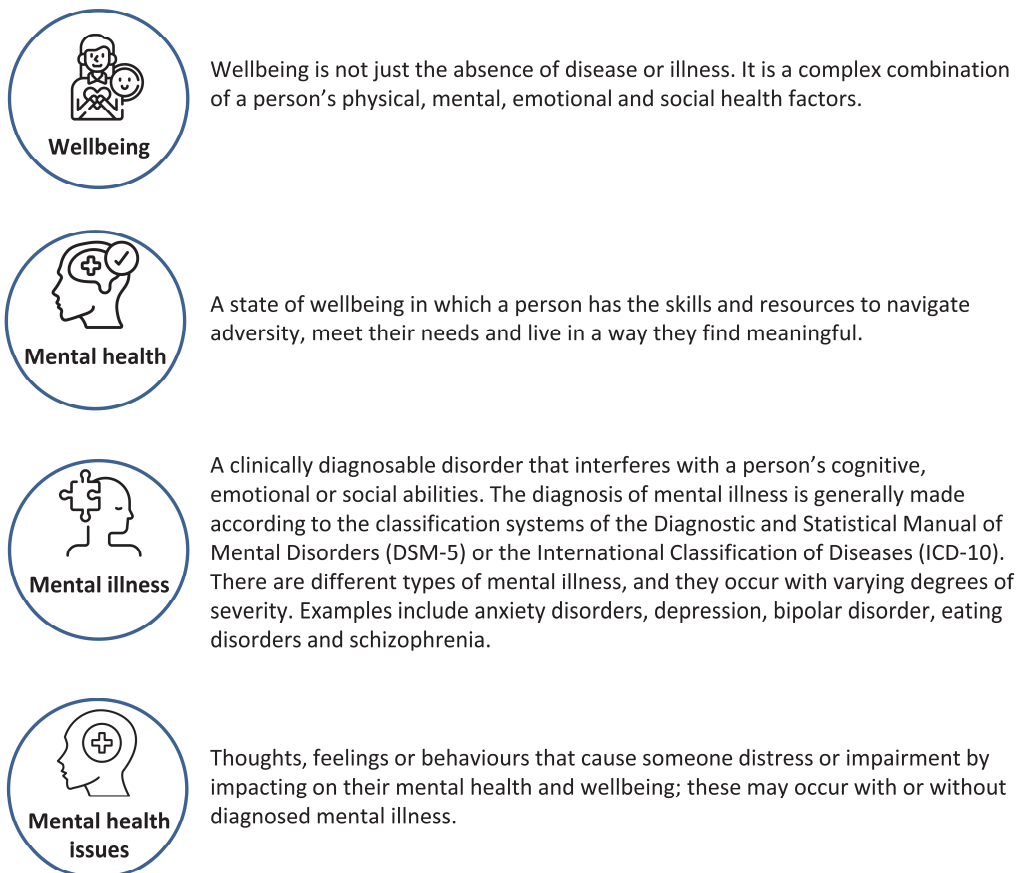 Wellbeing is not just the absence of disease or illness. It is a complex combination
of a person's physical, mental, emotional and social health factors.
Wellbeing
A state of wellbeing in which a person has the skills and resources to navigate
adversity, meet their needs and live in a way they find meaningful.
Mental health
A clinically diagnosable disorder that interferes with a person's cognitive,
emotional or social abilities. The diagnosis of mental illness is generally made
according to the classification systems of the Diagnostic and Statistical Manual of
Mental Disorders (DSM-5) or the International Classification of Diseases (ICD-10).
There are different types of mental illness, and they occur with varying degrees of
severity. Examples include anxiety disorders, depression, bipolar disorder, eating
disorders and schizophrenia.
Mental illness
Thoughts, feelings or behaviours that cause someone distress or impairment by
impacting on their mental health and wellbeing; these may occur with or without
diagnosed mental illness.
Mental health
issues